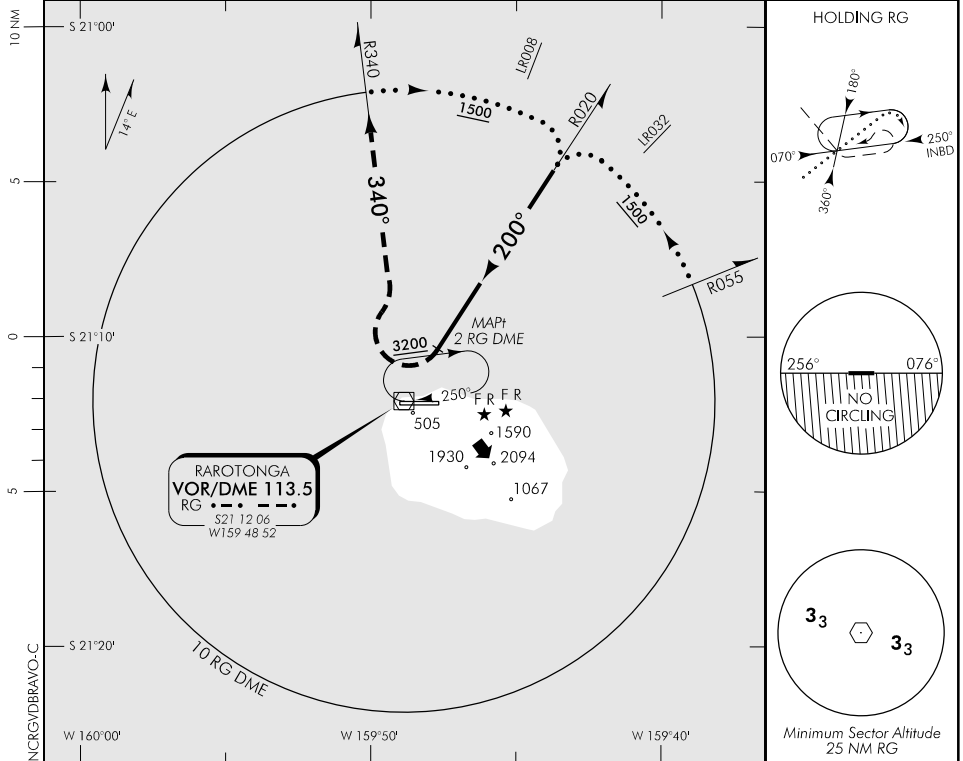 10 NM
S 21°00'
14° E
R340
LR008
1500
R020
LR032
5
340°
200°
1500
R055
0
S 21°10'
MAPt
2 RG DME
3200
250°
F R
F R
505
1590
1930
2094
1067
RAROTONGA
VOR/DME 113.5
RG
S21 12 06
W159 48 52
5
S 21°20'
10 RG DME
W 160°00'
W 159°50'
W 159°40'
NCRGVDBRAVO-C
HOLDING RG
180°
070°
250°
INBD
360°
256°
076°
NO
CIRCLING
33
33
Minimum Sector Altitude
25 NM RG